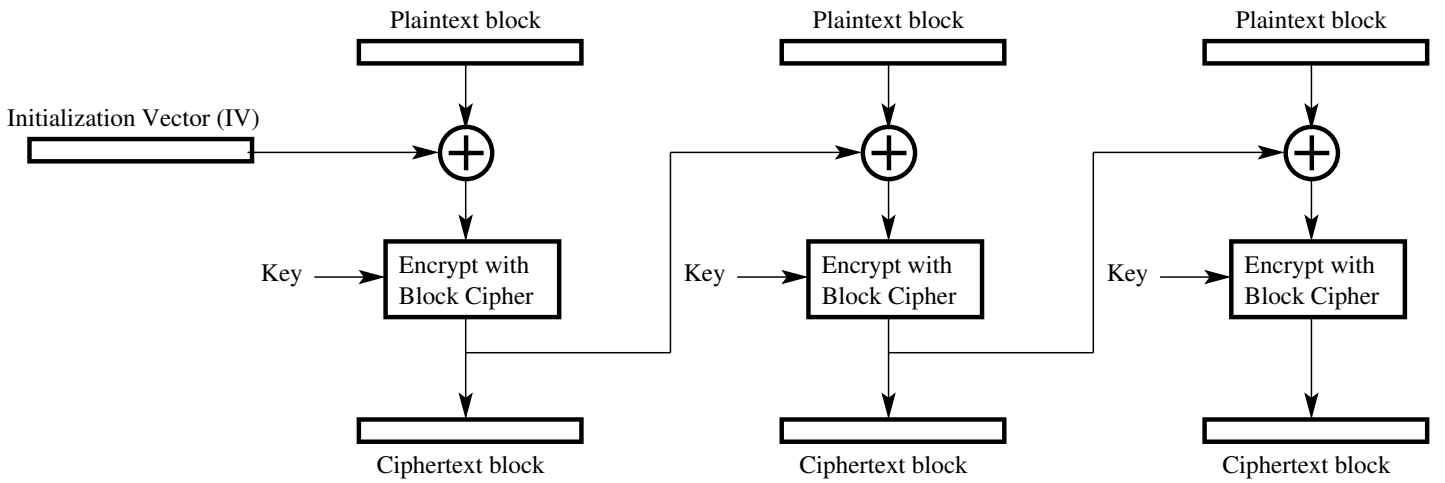 Plaintext block
Plaintext block
Plaintext block
Initialization Vector (IV)
Key
Encrypt with
Block Cipher
Key
Encrypt with
Block Cipher
Key
Encrypt with
Block Cipher
Ciphertext block
Ciphertext block
Ciphertext block